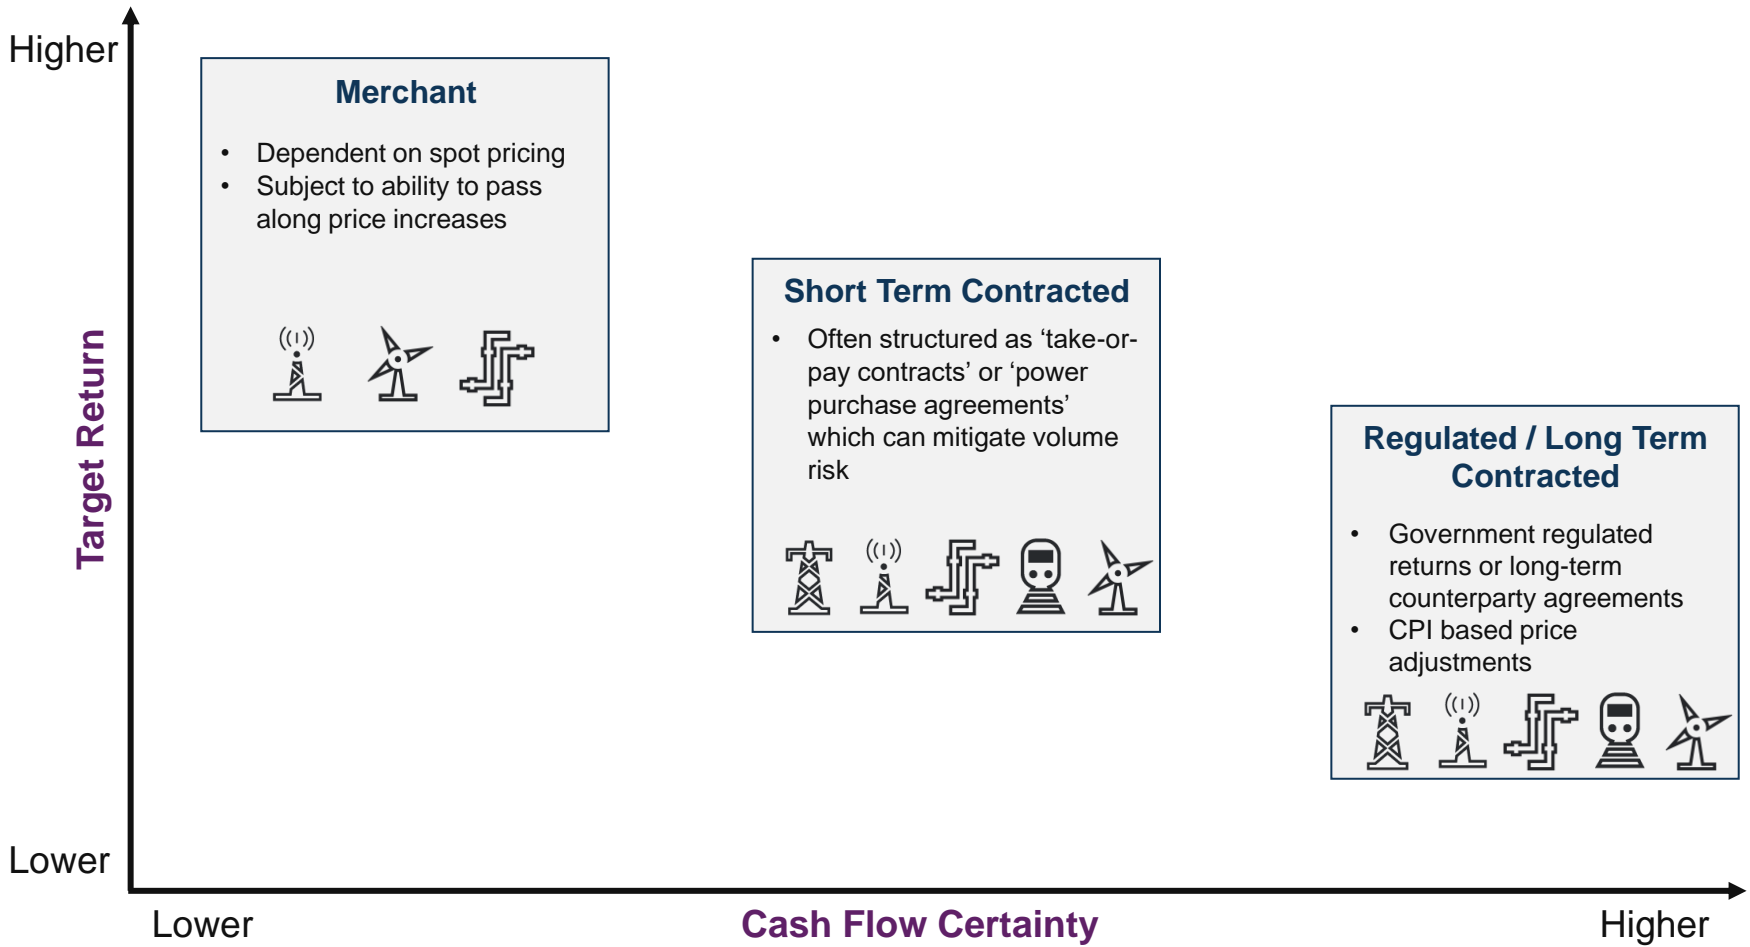 Higher
Merchant
• Dependent on spot pricing
• Subject to ability to pass
along price increases
Short Term Contracted
• Often structured as ‘take-or-
pay contracts’ or ‘power
purchase agreements’
which can mitigate volume
risk
Regulated / Long Term
Contracted
• Government regulated
returns or long-term
counterparty agreements
• CPI based price
adjustments
Target Return
Lower
Lower
Cash Flow Certainty
Higher